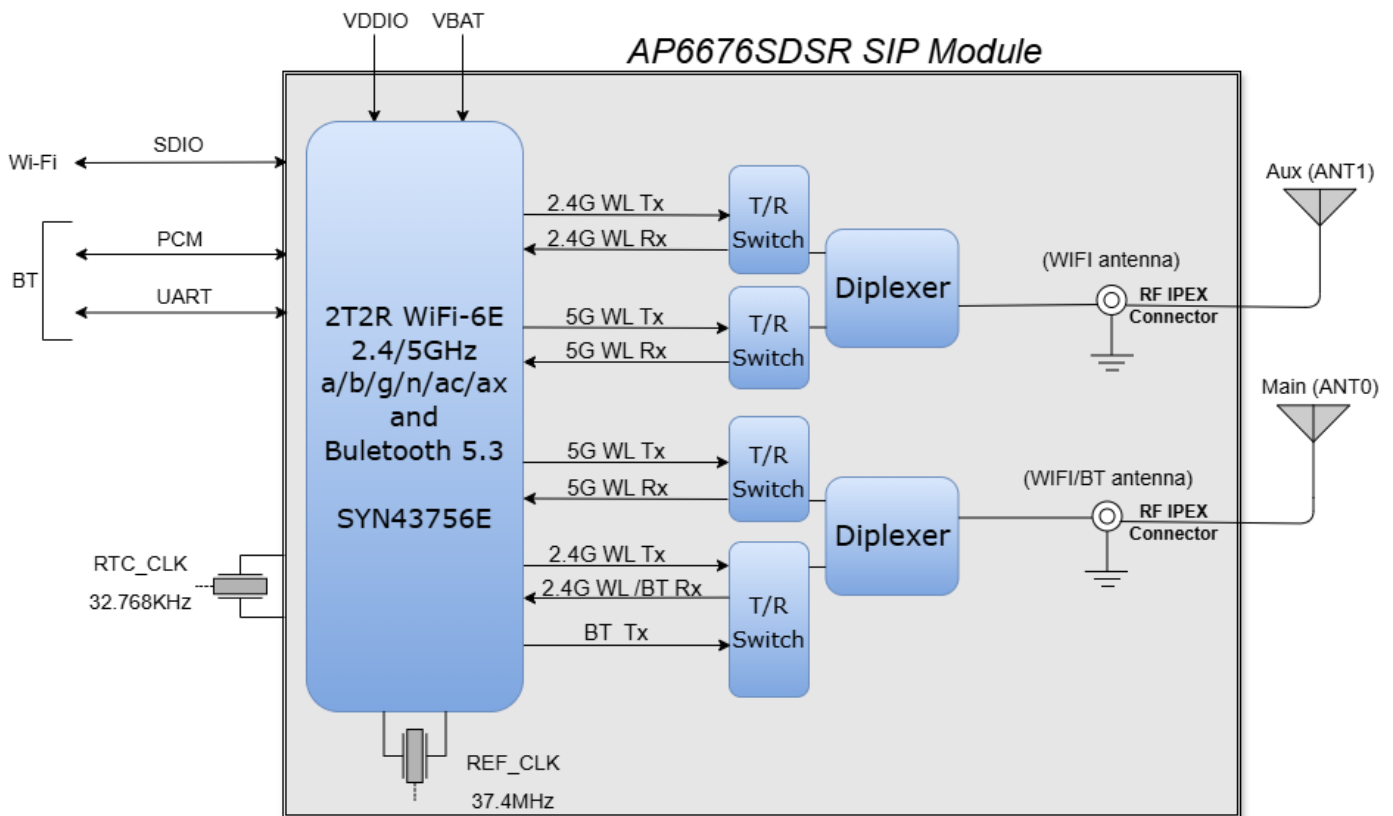 VDDIO
VBAT
AP6676SDSR SIP Module
Wi-Fi
SDIO
BT
PCM
UART
2T2R WiFi-6E
2.4/5GHz
a/b/g/n/ac/ax
and
Buletooth 5.3
SYN43756E
2.4G WL Tx
2.4G WL Rx
T/R
Switch
5G WL Tx
5G WL Rx
T/R
Switch
Diplexer
(WIFI antenna)
RF IPEX
Connector
Aux (ANT1)
5G WL Tx
5G WL Rx
T/R
Switch
2.4G WL Tx
2.4G WL /BT Rx
BT Tx
T/R
Switch
Diplexer
(WIFI/BT antenna)
RF IPEX
Connector
Main (ANT0)
RTC_CLK
32.768KHz
REF_CLK
37.4MHz